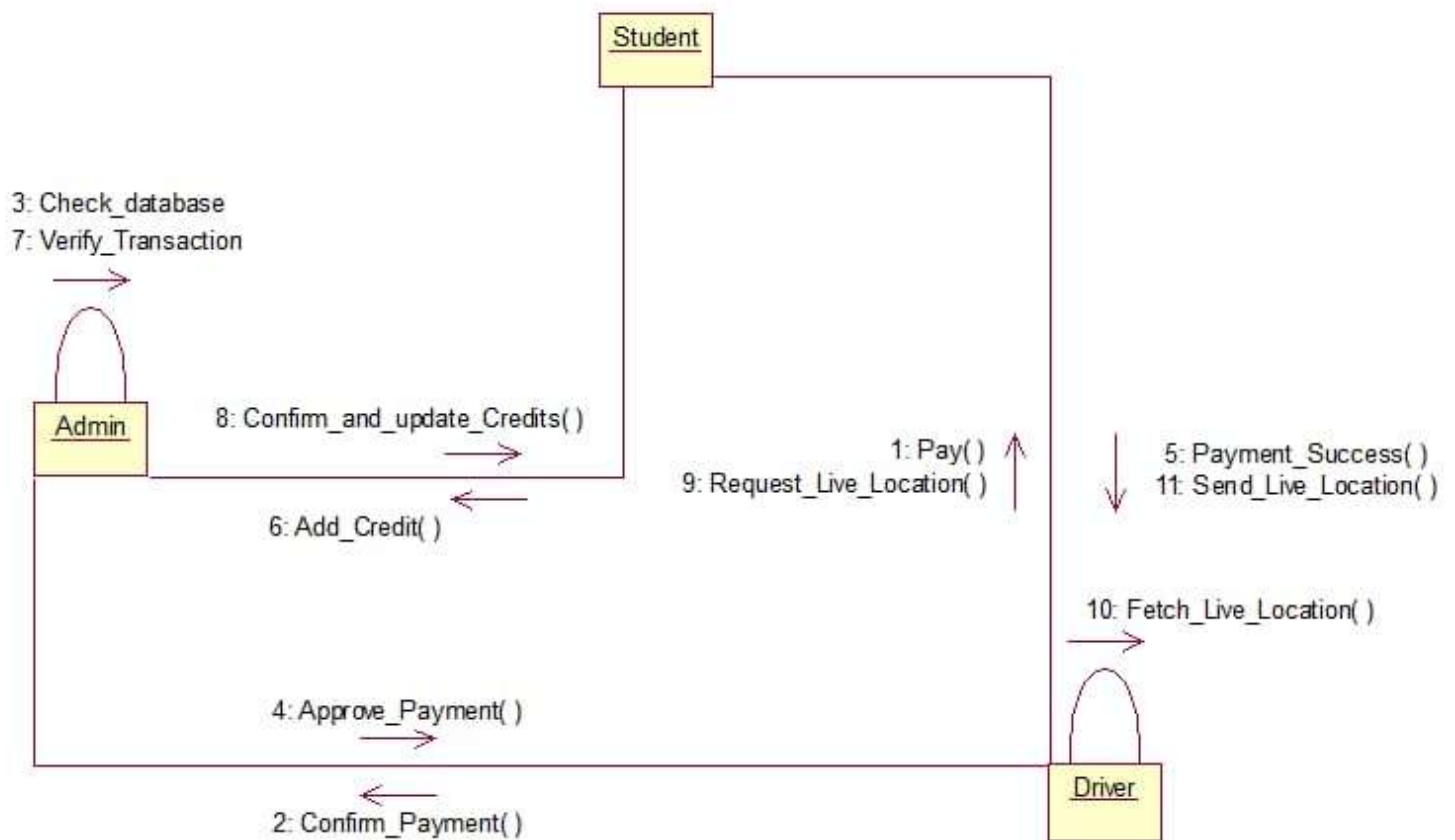 Student
3: Check_database
7: Verify_Transaction
Admin
8: Confirm_and_update_Credits( )
6: Add_Credit( )
1: Pay( )
9: Request_Live_Location( )
5: Payment_Success( )
11: Send_Live_Location( )
10: Fetch_Live_Location( )
4: Approve_Payment( )
2: Confirm_Payment( )
Driver